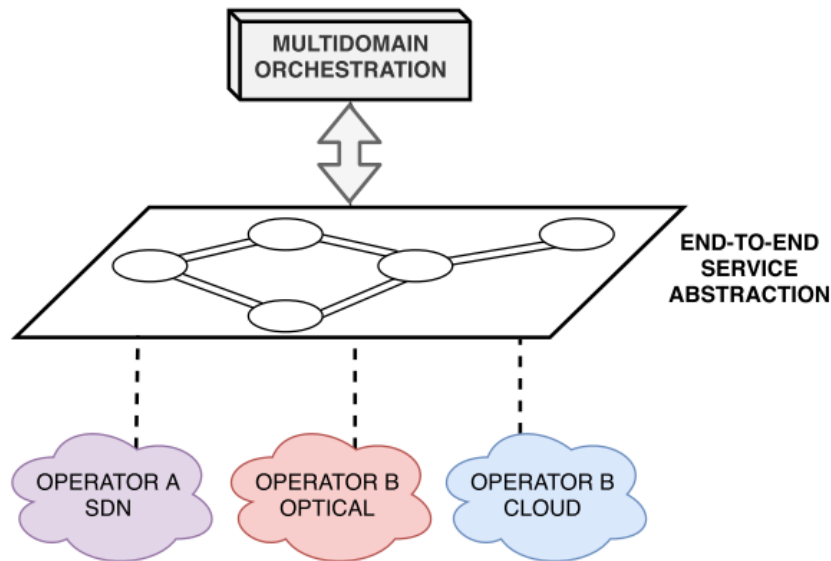 MULTIDOMAIN
ORCHESTRATION
END-TO-END
SERVICE
ABSTRACTION
OPERATOR A
SDN
OPERATOR B
OPTICAL
OPERATOR B
CLOUD